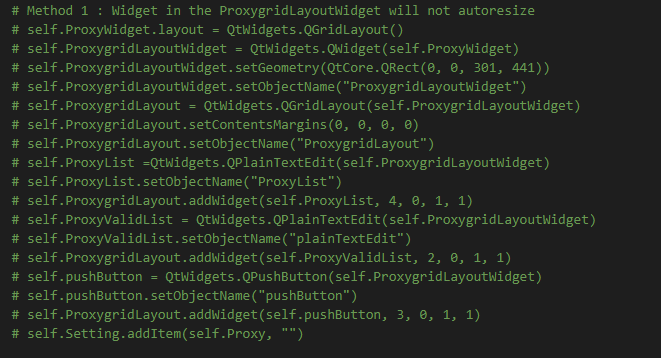 # Method 1 : Widget in the ProxygridLayoutWidget will not autoresize
# self.ProxyWidget.layout = QtWidgets.QGridLayout()
# self.ProxygridLayoutWidget = QtWidgets.QWidget(self.ProxyWidget)
# self.ProxygridLayoutWidget.setGeometry(QtCore.QRect(0, 0, 301, 441))
# self.ProxygridLayoutWidget.setObjectName("ProxygridLayoutWidget")
# self.ProxygridLayout = QtWidgets.QGridLayout(self.ProxygridLayoutWidget)
# self.ProxygridLayout.setContentsMargins(0, 0, 0, 0)
# self.ProxygridLayout.setObjectName("ProxygridLayout")
# self.ProxyList =QtWidgets.QPlainTextEdit(self.ProxygridLayoutWidget)
# self.ProxyList.setObjectName("ProxyList")
# self.ProxygridLayout.addWidget(self.ProxyList, 4, 0, 1, 1)
# self.ProxyValidList = QtWidgets.QPlainTextEdit(self.ProxygridLayoutWidget)
# self.ProxyValidList.setObjectName("plainTextEdit")
# self.ProxygridLayout.addWidget(self.ProxyValidList, 2, 0, 1, 1)
# self.pushButton = QtWidgets.QPushButton(self.ProxygridLayoutWidget)
# self.pushButton.setObjectName("pushButton")
# self.ProxygridLayout.addWidget(self.pushButton, 3, 0, 1, 1)
# self.Setting.addItem(self.Proxy, "")